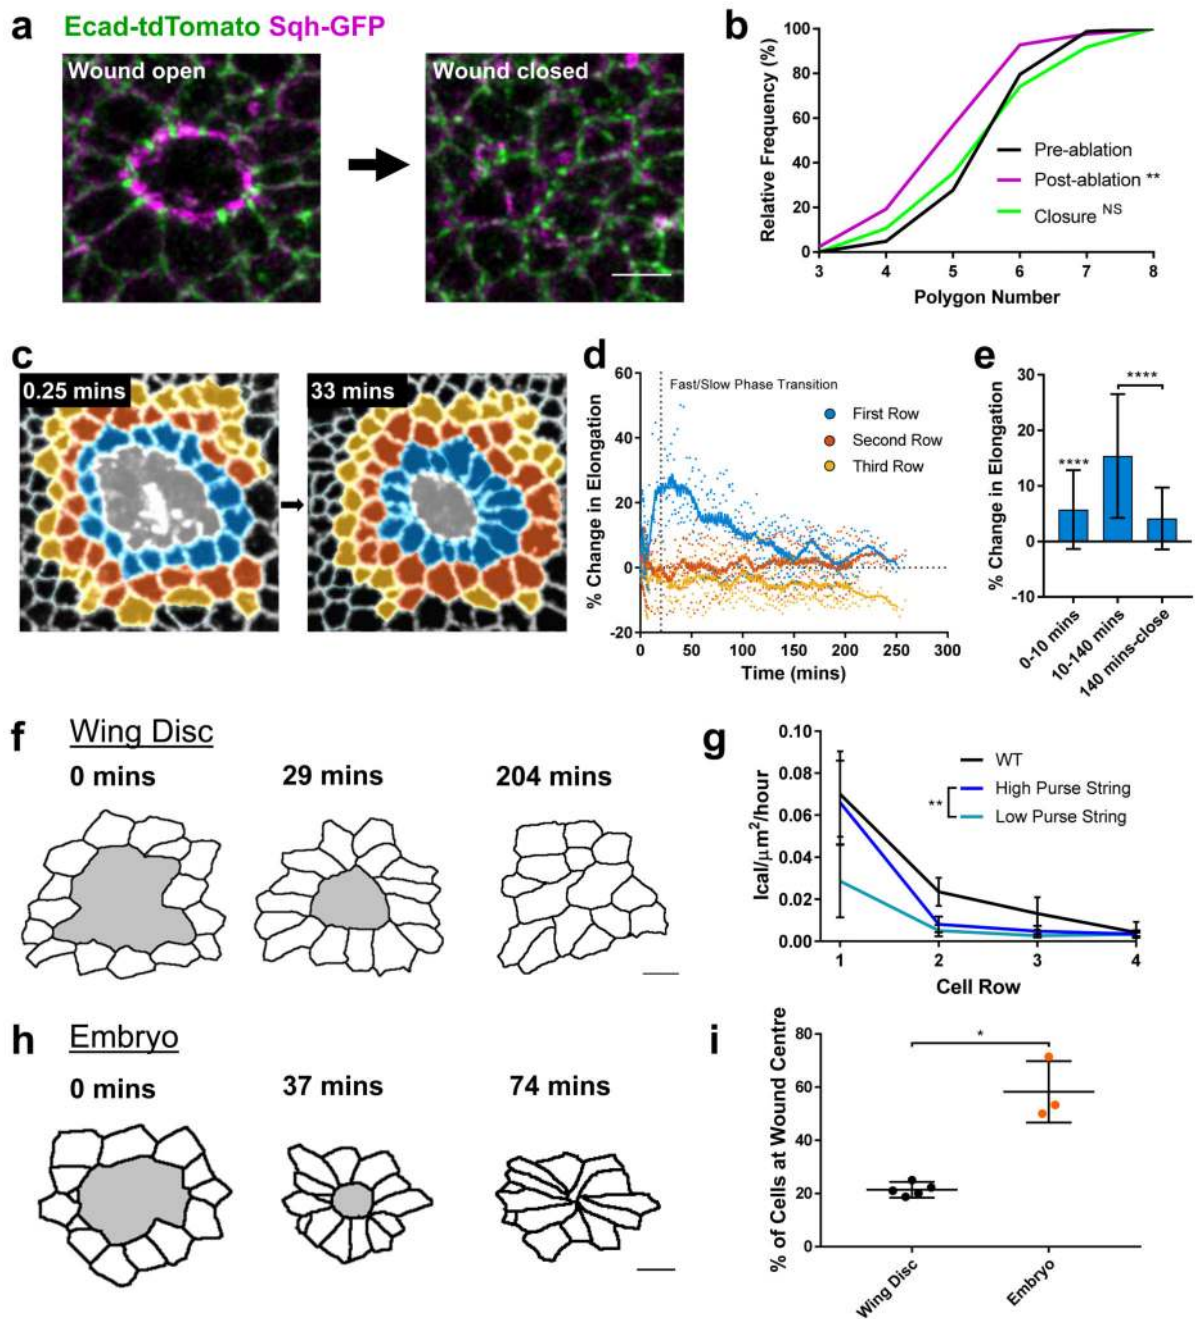 a
Ecad-tdTomato Sqh-GFP
Wound open
Wound closed
b
Relative Frequency (%)
100
80
60
40
20
0
3 4 5 6 7 8
Polygon Number
Pre-ablation
Post-ablation **
Closure NS
c
0.25 mins
33 mins
d
% Change in Elongation
60
40
20
0
-20
0 50 100 150 200 250 300
Time (mins)
Fast/Slow Phase Transition
First Row
Second Row
Third Row
e
% Change in Elongation
30
20
10
0
-10
****
****
0-10 mins
10-140 mins
140 mins-close
f
Wing Disc
0 mins
29 mins
204 mins
g
Ical/μm²/hour
0.10
0.08
0.06
0.04
0.02
0.00
1 2 3 4
Cell Row
WT
High Purse String
Low Purse String
**
h
Embryo
0 mins
37 mins
74 mins
i
% of Cells at Wound Centre
80
60
40
20
0
*
Wing Disc
Embryo